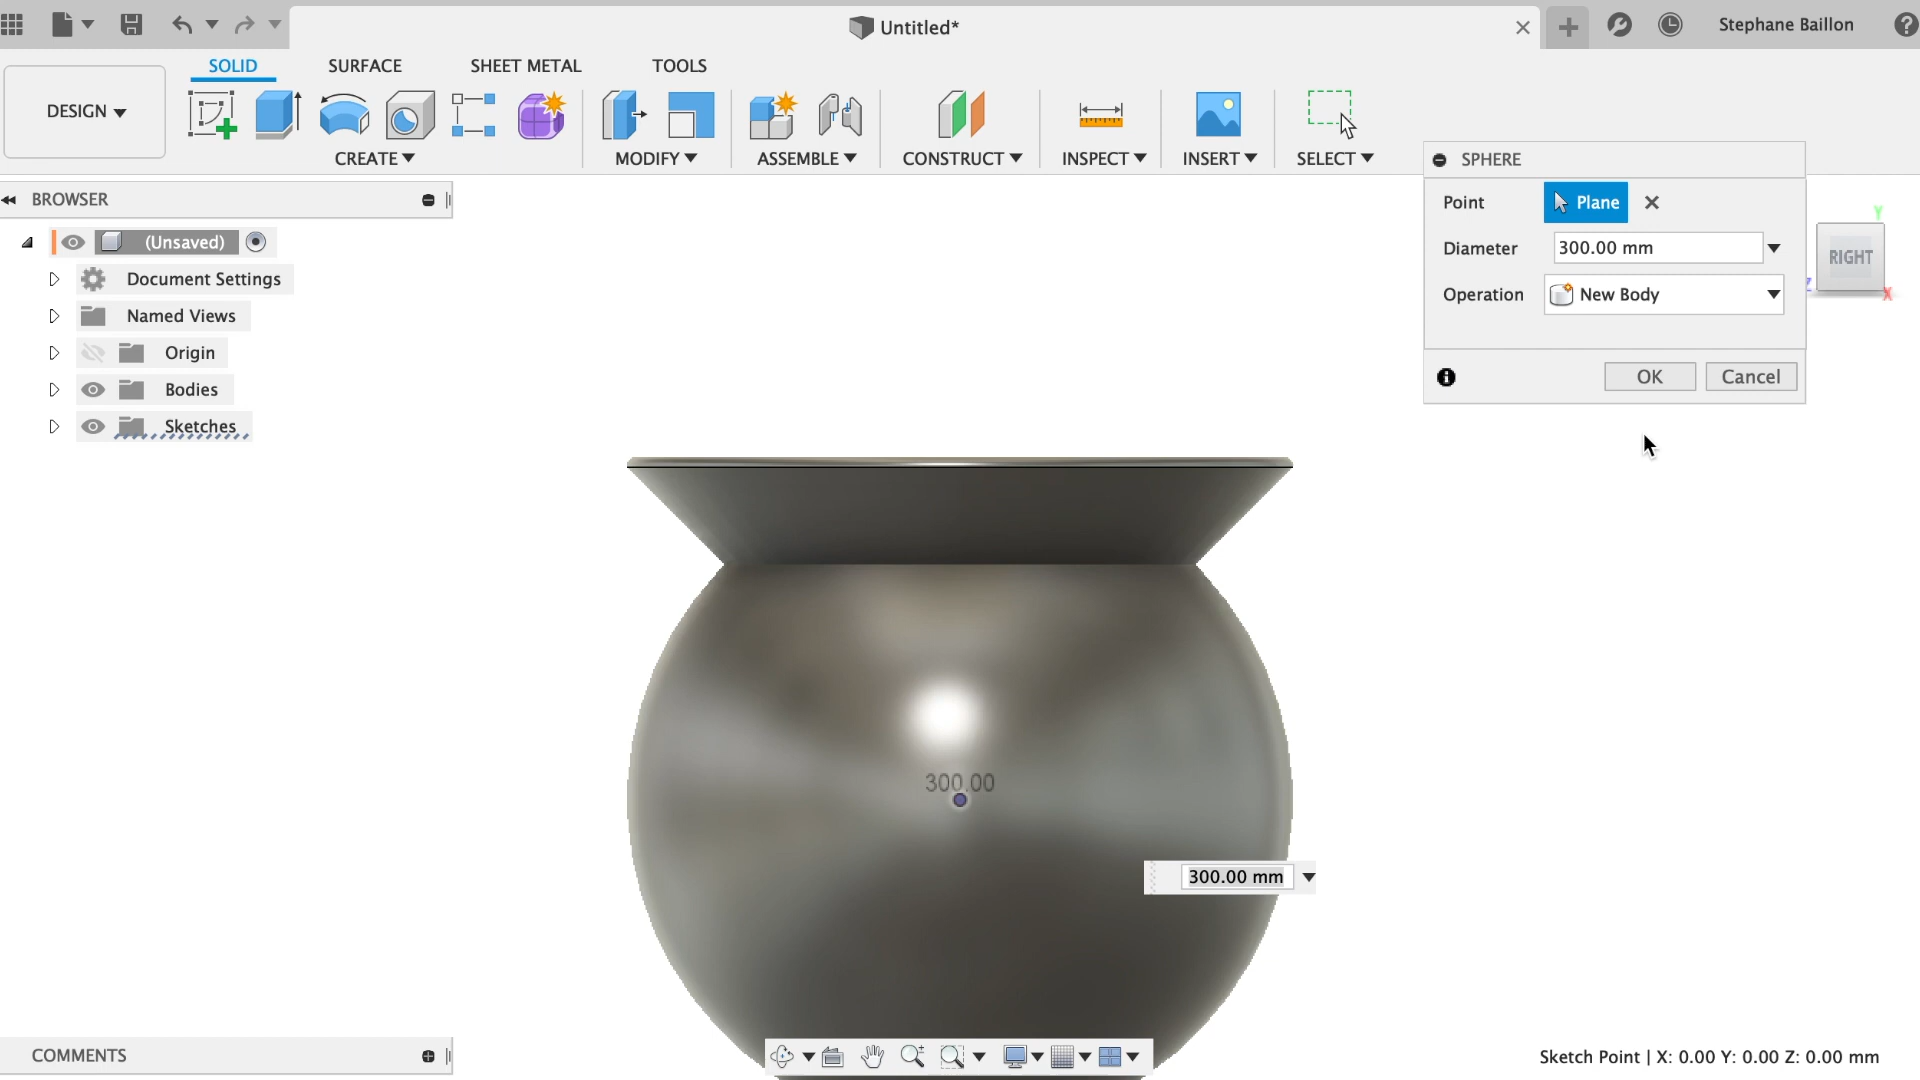 Untitled*
Stephane Baillon
SOLID
SURFACE
SHEET METAL
TOOLS
DESIGN
CREATE
MODIFY
ASSEMBLE
CONSTRUCT
INSPECT
INSERT
SELECT
SPHERE
Point
Plane
Diameter
300.00 mm
Operation
New Body
OK
Cancel
RIGHT
Y
Z
X
BROWSER
(Unsaved)
Document Settings
Named Views
Origin
Bodies
Sketches
300.00
300.00 mm
COMMENTS
Sketch Point | X: 0.00 Y: 0.00 Z: 0.00 mm